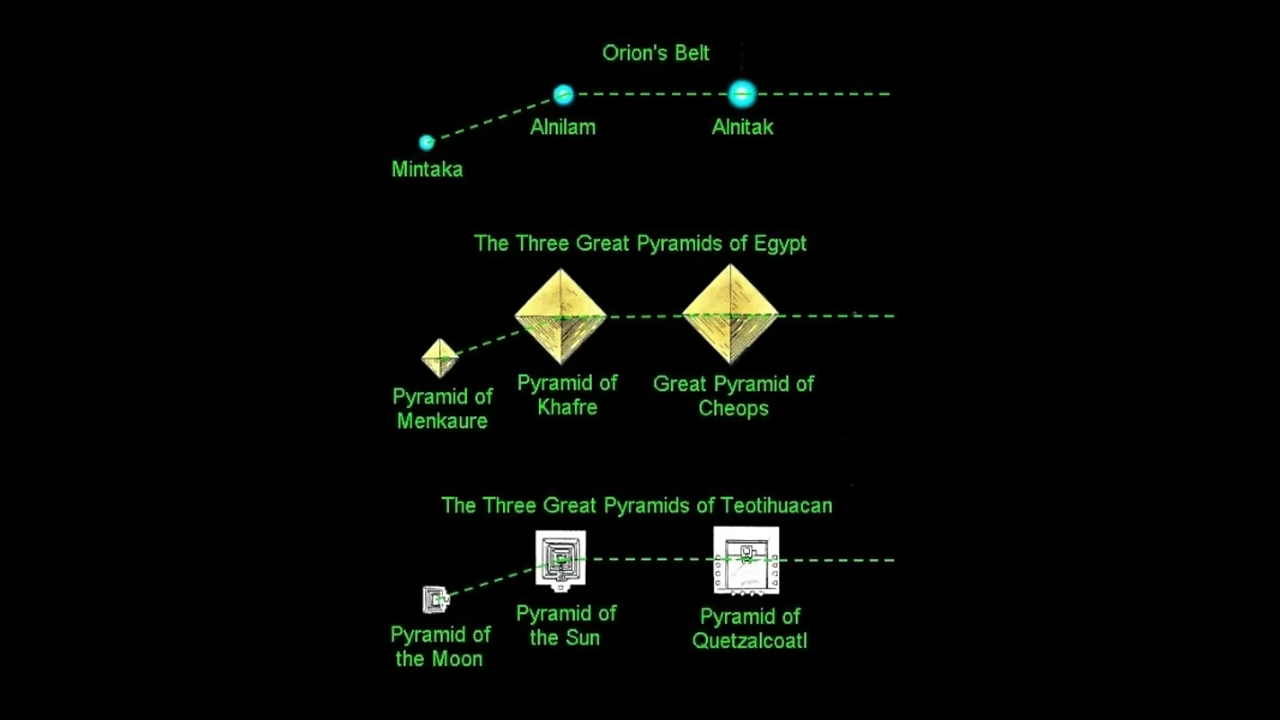 Orion's Belt
Alnilam
Alnitak
Mintaka
The Three Great Pyramids of Egypt
Pyramid of
Menkaure
Pyramid of
Khafre
Great Pyramid of
Cheops
The Three Great Pyramids of Teotihuacan
Pyramid of
the Moon
Pyramid of
the Sun
Pyramid of
Quetzalcoatl